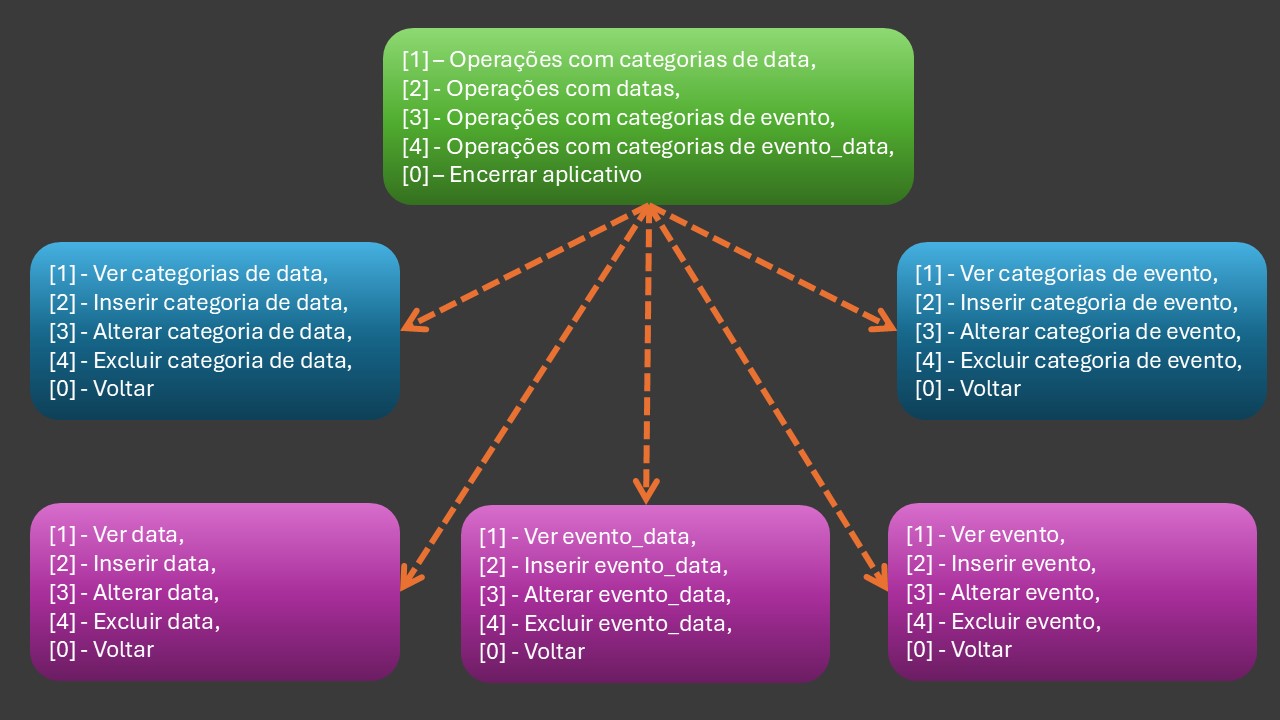 [1] – Operações com categorias de data,
[2] - Operações com datas,
[3] - Operações com categorias de evento,
[4] - Operações com categorias de evento_data,
[0] – Encerrar aplicativo
[1] - Ver categorias de data,
[2] - Inserir categoria de data,
[3] - Alterar categoria de data,
[4] - Excluir categoria de data,
[0] - Voltar
[1] - Ver categorias de evento,
[2] - Inserir categoria de evento,
[3] - Alterar categoria de evento,
[4] - Excluir categoria de evento,
[0] - Voltar
[1] - Ver data,
[2] - Inserir data,
[3] - Alterar data,
[4] - Excluir data,
[0] - Voltar
[1] - Ver evento_data,
[2] - Inserir evento_data,
[3] - Alterar evento_data,
[4] - Excluir evento_data,
[0] - Voltar
[1] - Ver evento,
[2] - Inserir evento,
[3] - Alterar evento,
[4] - Excluir evento,
[0] - Voltar